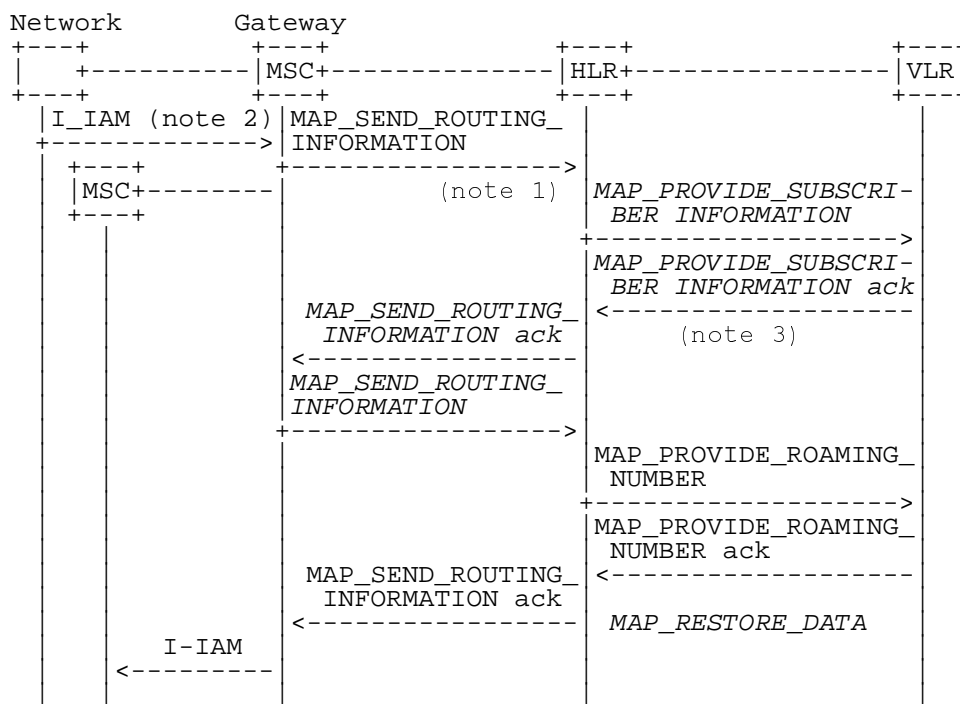 Network Gateway
MSC HLR VLR
I_IAM (note 2) MAP_SEND_ROUTING_
INFORMATION
MSC (note 1) MAP_PROVIDE_SUBSCRI-
BER INFORMATION
MAP_PROVIDE_SUBSCRI-
BER INFORMATION ack
MAP_SEND_ROUTING_
INFORMATION ack (note 3)
MAP_SEND_ROUTING_
INFORMATION
MAP_PROVIDE_ROAMING_
NUMBER
MAP_PROVIDE_ROAMING_
NUMBER ack
MAP_SEND_ROUTING_
INFORMATION ack
MAP_RESTORE_DATA
I-IAM